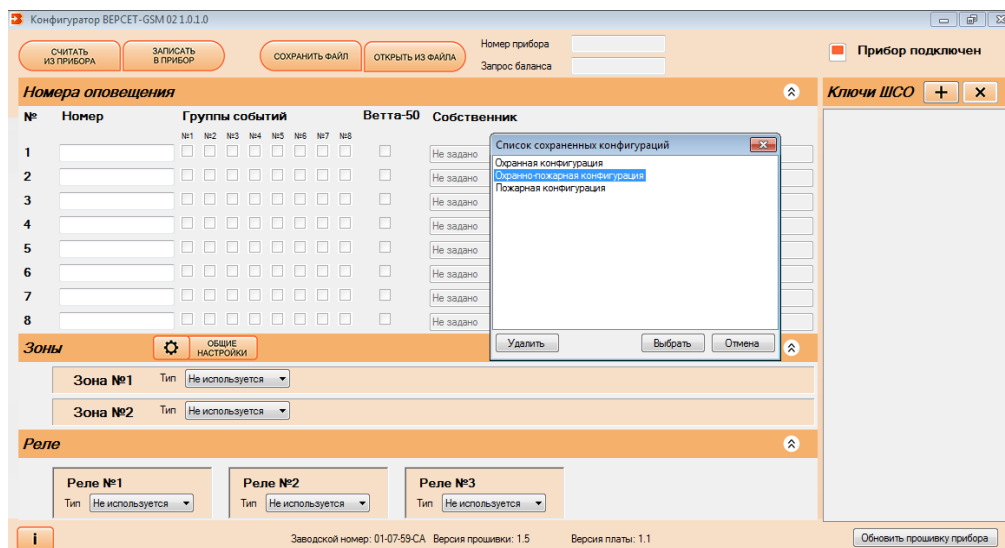 Конфигуратор ВЕРСЕТ-GSM 02 1.0.1.0
СЧИТАТЬ ИЗ ПРИБОРА
ЗАПИСАТЬ В ПРИБОР
СОХРАНИТЬ ФАЙЛ
ОТКРЫТЬ ИЗ ФАЙЛА
Номер прибора
Запрос баланса
Прибор подключен
Номера оповещения
Ключи ШСО
№ Номер Группы событий Ветта-50 Собственник
№1 №2 №3 №4 №5 №6 №7 №8
1 Не задано
2 Не задано
3 Не задано
4 Не задано
5 Не задано
6 Не задано
7 Не задано
8 Не задано
Список сохраненных конфигураций
Охранная конфигурация
Охранно-пожарная конфигурация
Пожарная конфигурация
Удалить Выбрать Отмена
Зоны ОБЩИЕ НАСТРОЙКИ
Зона №1 Тип Не используется
Зона №2 Тип Не используется
Реле
Реле №1 Реле №2 Реле №3
Тип Не используется Тип Не используется Тип Не используется
i Заводской номер: 01-07-59-CA Версия прошивки: 1.5 Версия платы: 1.1 Обновить прошивку прибора